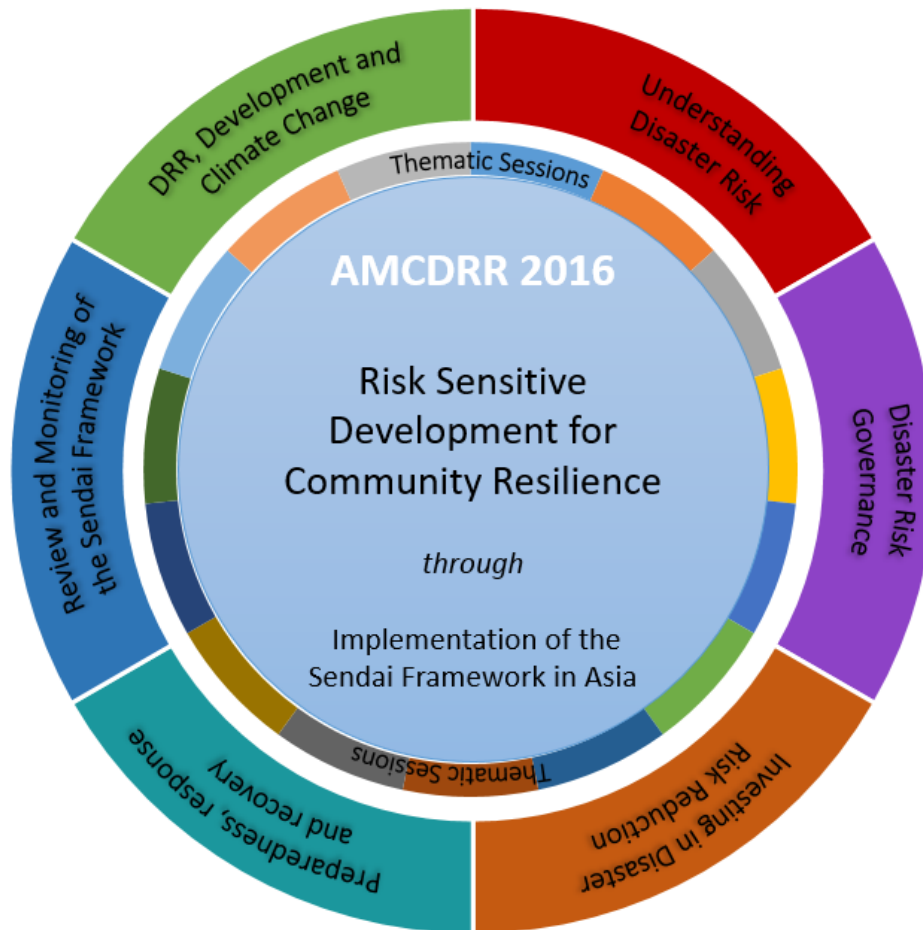 DRR, Development and
Climate Change
Understanding
Disaster Risk
Disaster Risk
Governance
Investing in Disaster
Risk Reduction
Preparedness, response
and recovery
Review and Monitoring of
the Sendai Framework
Thematic Sessions
AMCDRR 2016
Risk Sensitive
Development for
Community Resilience
through
Implementation of the
Sendai Framework in Asia
Thematic Sessions